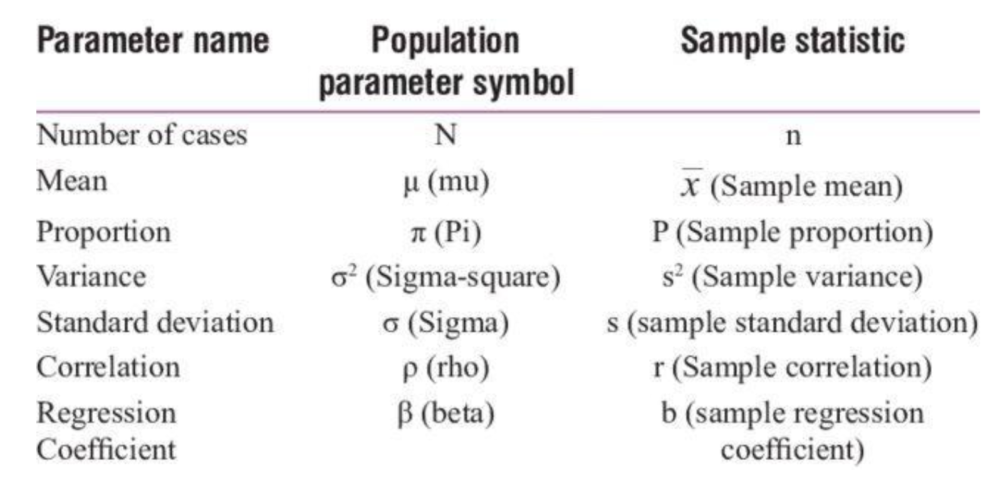 Parameter name Population Sample statistic
parameter symbol
Number of cases N n
Mean μ (mu) x̅ (Sample mean)
Proportion π (Pi) P (Sample proportion)
Variance σ² (Sigma-square) s² (Sample variance)
Standard deviation σ (Sigma) s (sample standard deviation)
Correlation ρ (rho) r (Sample correlation)
Regression β (beta) b (sample regression
Coefficient coefficient)